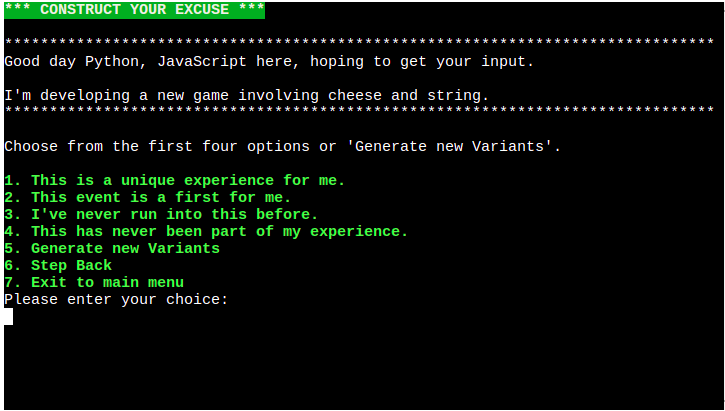 *** CONSTRUCT YOUR EXCUSE ***
*******************************************************************************
Good day Python, JavaScript here, hoping to get your input.
I'm developing a new game involving cheese and string.
*******************************************************************************
Choose from the first four options or 'Generate new Variants'.
1. This is a unique experience for me.
2. This event is a first for me.
3. I've never run into this before.
4. This has never been part of my experience.
5. Generate new Variants
6. Step Back
7. Exit to main menu
Please enter your choice: